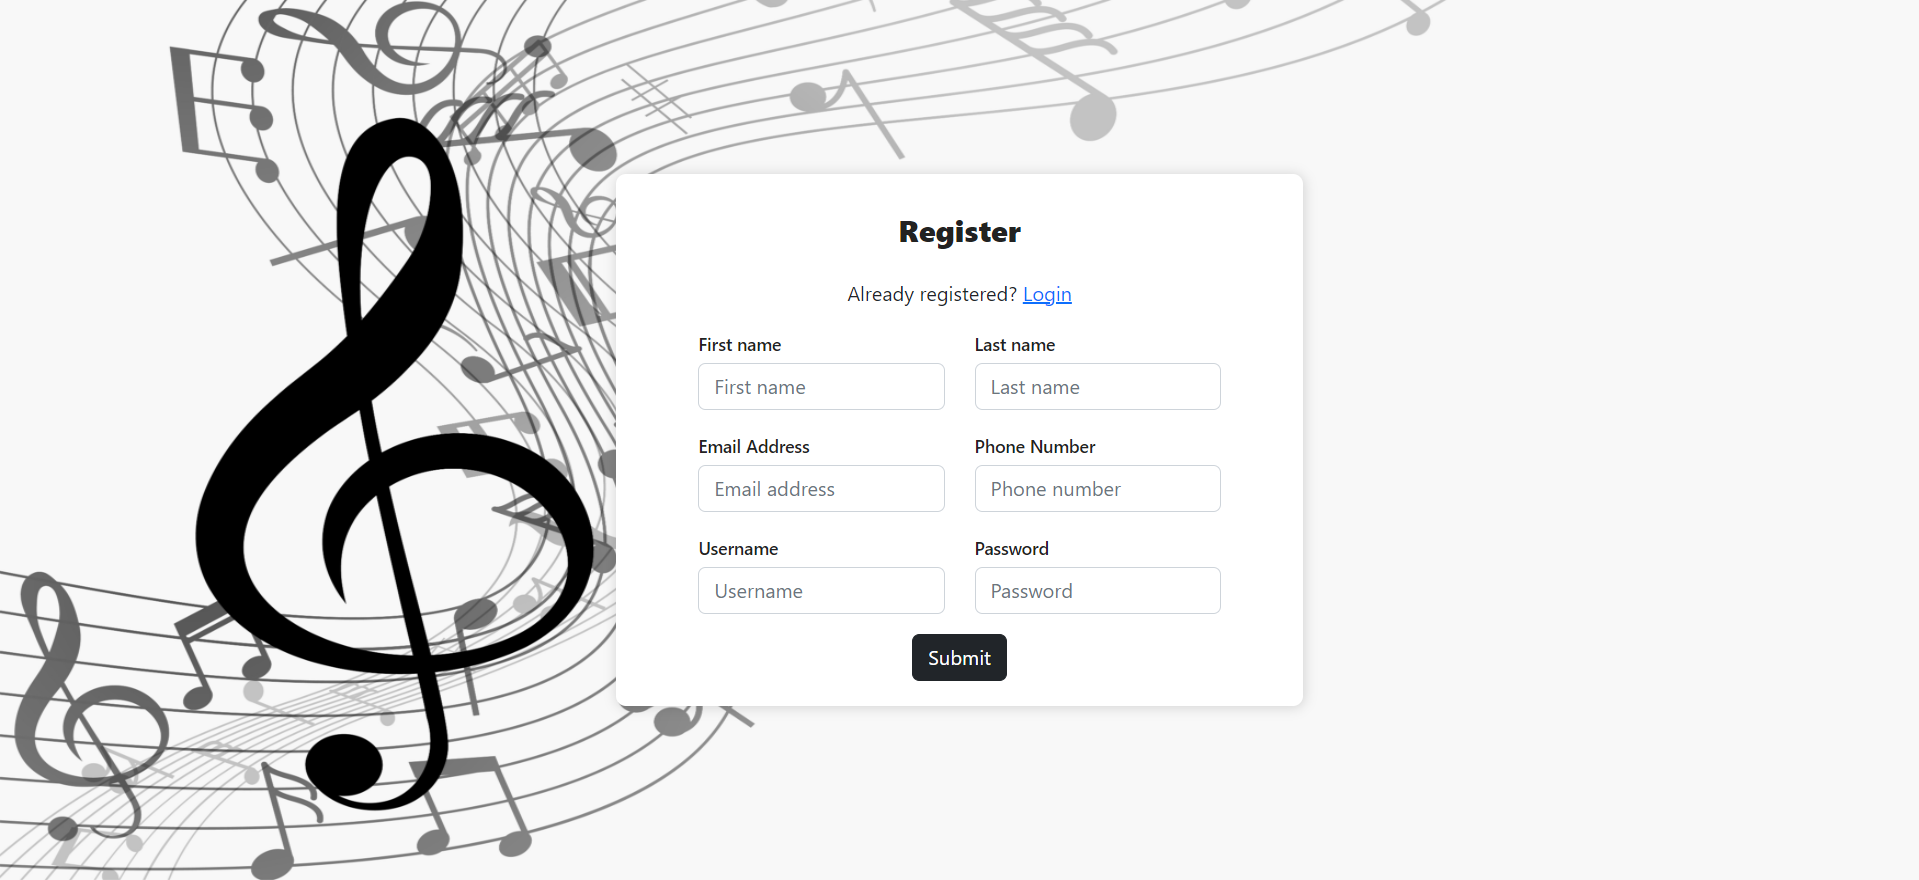 Register
Already registered? Login
First name Last name
First name Last name
Email Address Phone Number
Email address Phone number
Username Password
Username Password
Submit